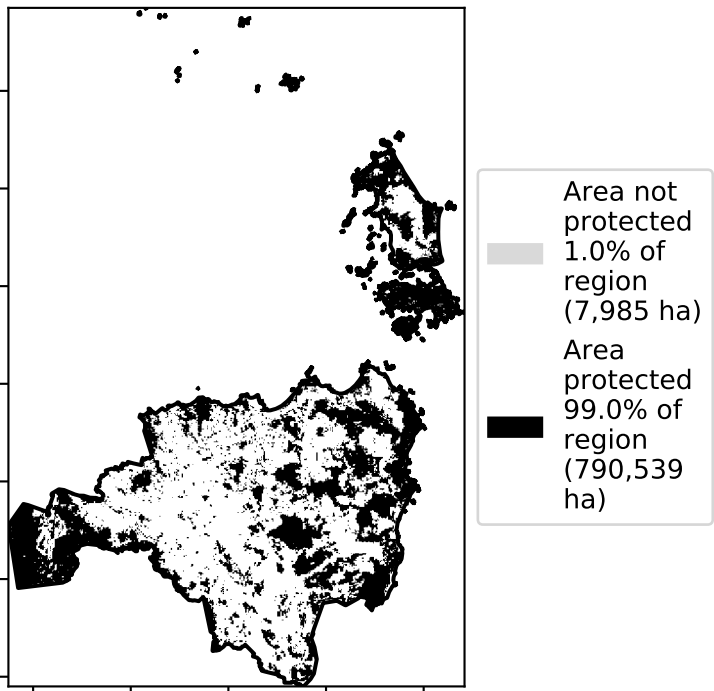 Area not
protected
1.0% of
region
(7,985 ha)
Area
protected
99.0% of
region
(790,539
ha)